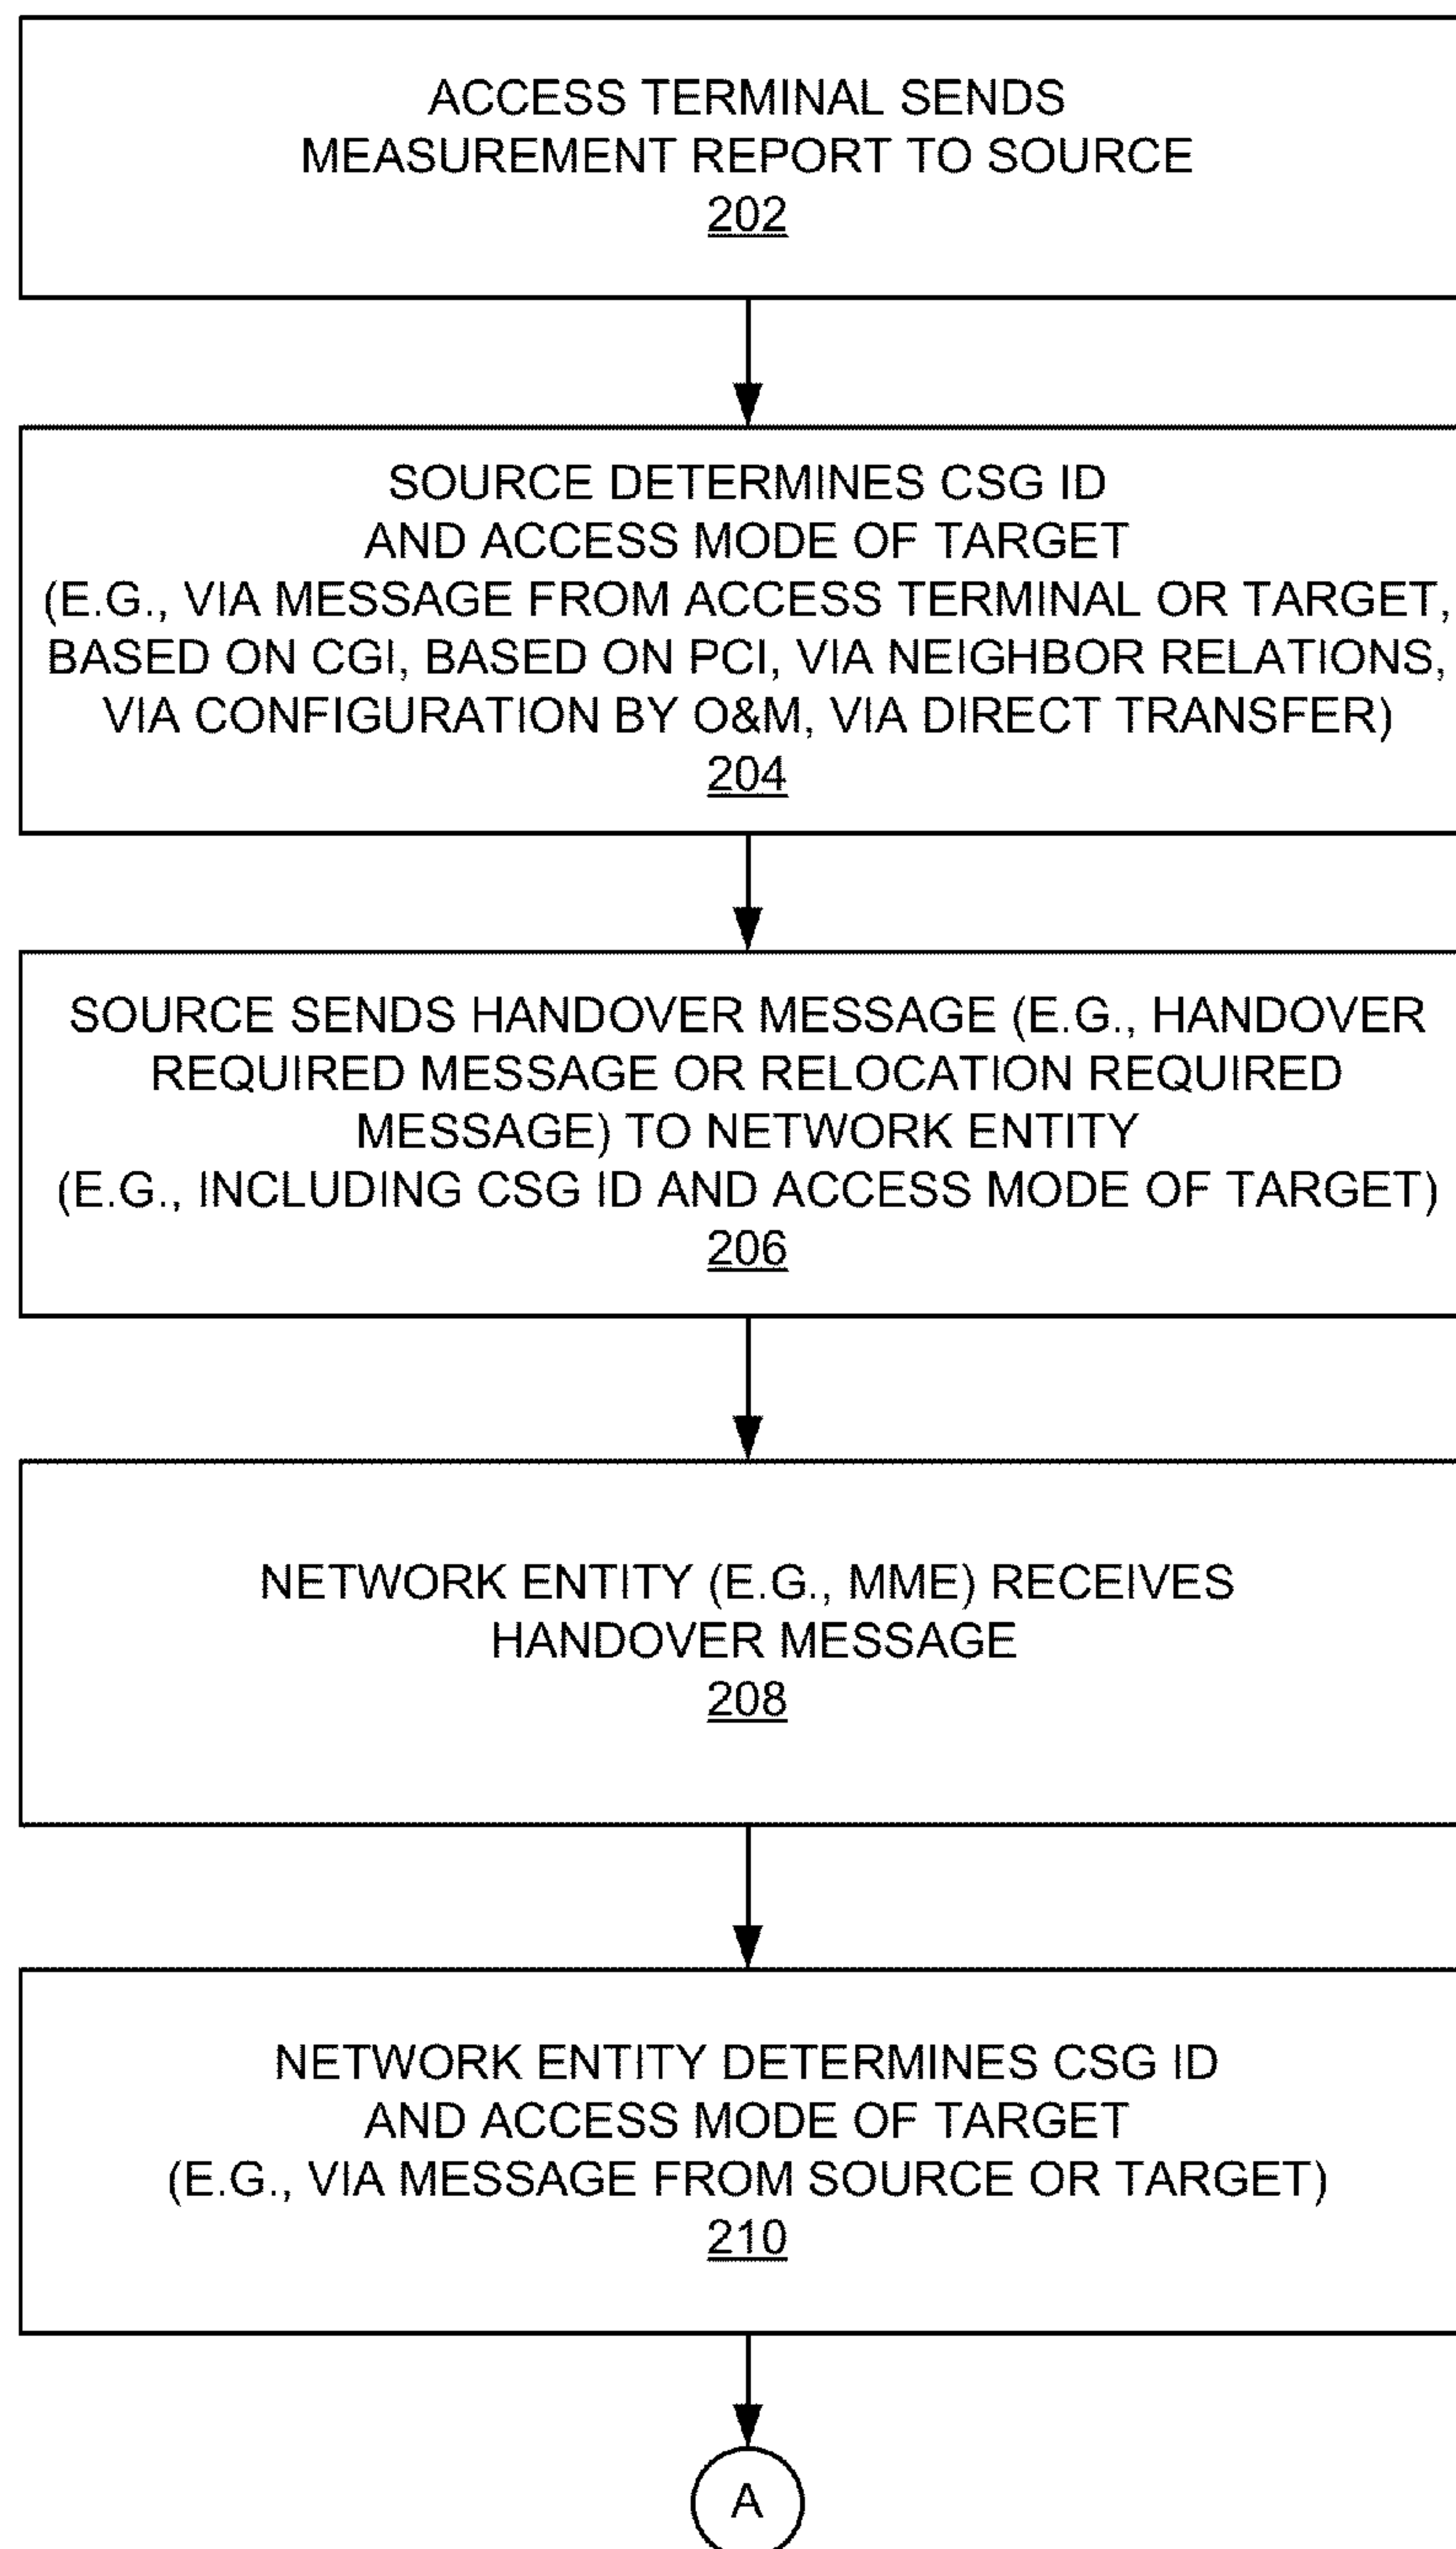 ACCESS TERMINAL SENDS
MEASUREMENT REPORT TO SOURCE
202
SOURCE DETERMINES CSG ID
AND ACCESS MODE OF TARGET
(E.G., VIA MESSAGE FROM ACCESS TERMINAL OR TARGET,
BASED ON CGI, BASED ON PCI, VIA NEIGHBOR RELATIONS,
VIA CONFIGURATION BY O&M, VIA DIRECT TRANSFER)
204
SOURCE SENDS HANDOVER MESSAGE (E.G., HANDOVER
REQUIRED MESSAGE OR RELOCATION REQUIRED
MESSAGE) TO NETWORK ENTITY
(E.G., INCLUDING CSG ID AND ACCESS MODE OF TARGET)
206
NETWORK ENTITY (E.G., MME) RECEIVES
HANDOVER MESSAGE
208
NETWORK ENTITY DETERMINES CSG ID
AND ACCESS MODE OF TARGET
(E.G., VIA MESSAGE FROM SOURCE OR TARGET)
210
A